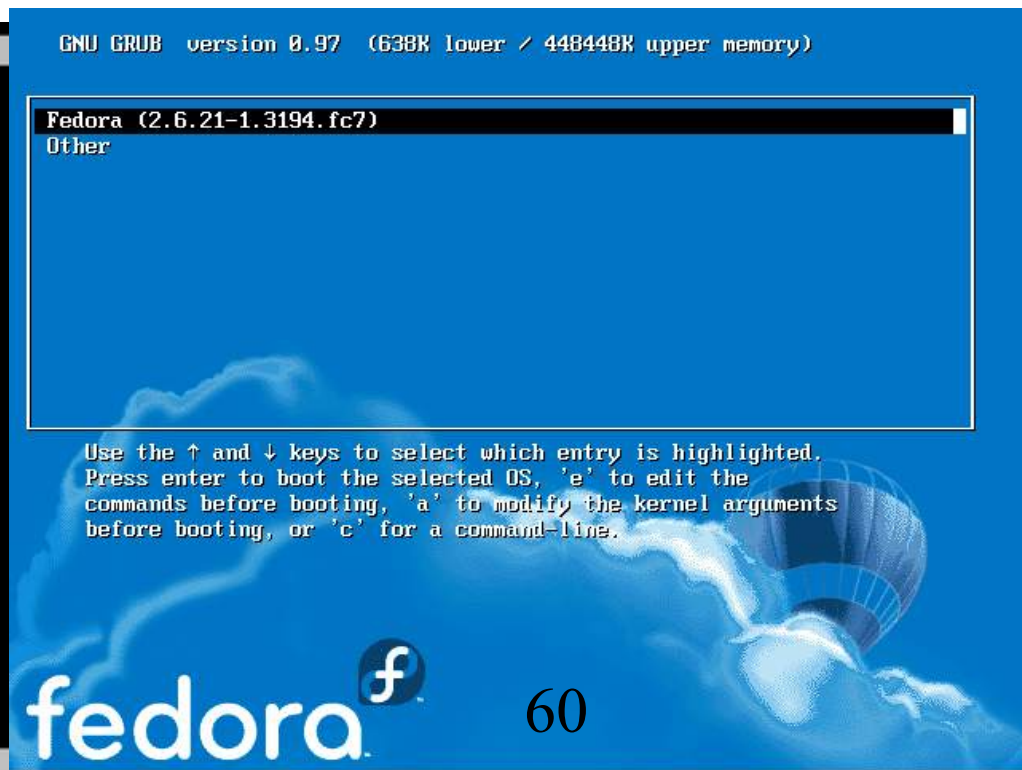 GNU GRUB  version 0.97  (638K lower / 448448K upper memory)
Fedora (2.6.21-1.3194.fc7)
Other
Use the ↑ and ↓ keys to select which entry is highlighted.
Press enter to boot the selected OS, 'e' to edit the
commands before booting, 'a' to modify the kernel arguments
before booting, or 'c' for a command-line.
fedora f™
60